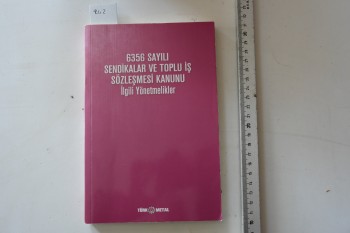 6356 SAYILI
SENDİKALAR VE TOPLU İŞ
SÖZLEŞMESİ KANUNU
İlgili Yönetmelikler
TÜRK METAL